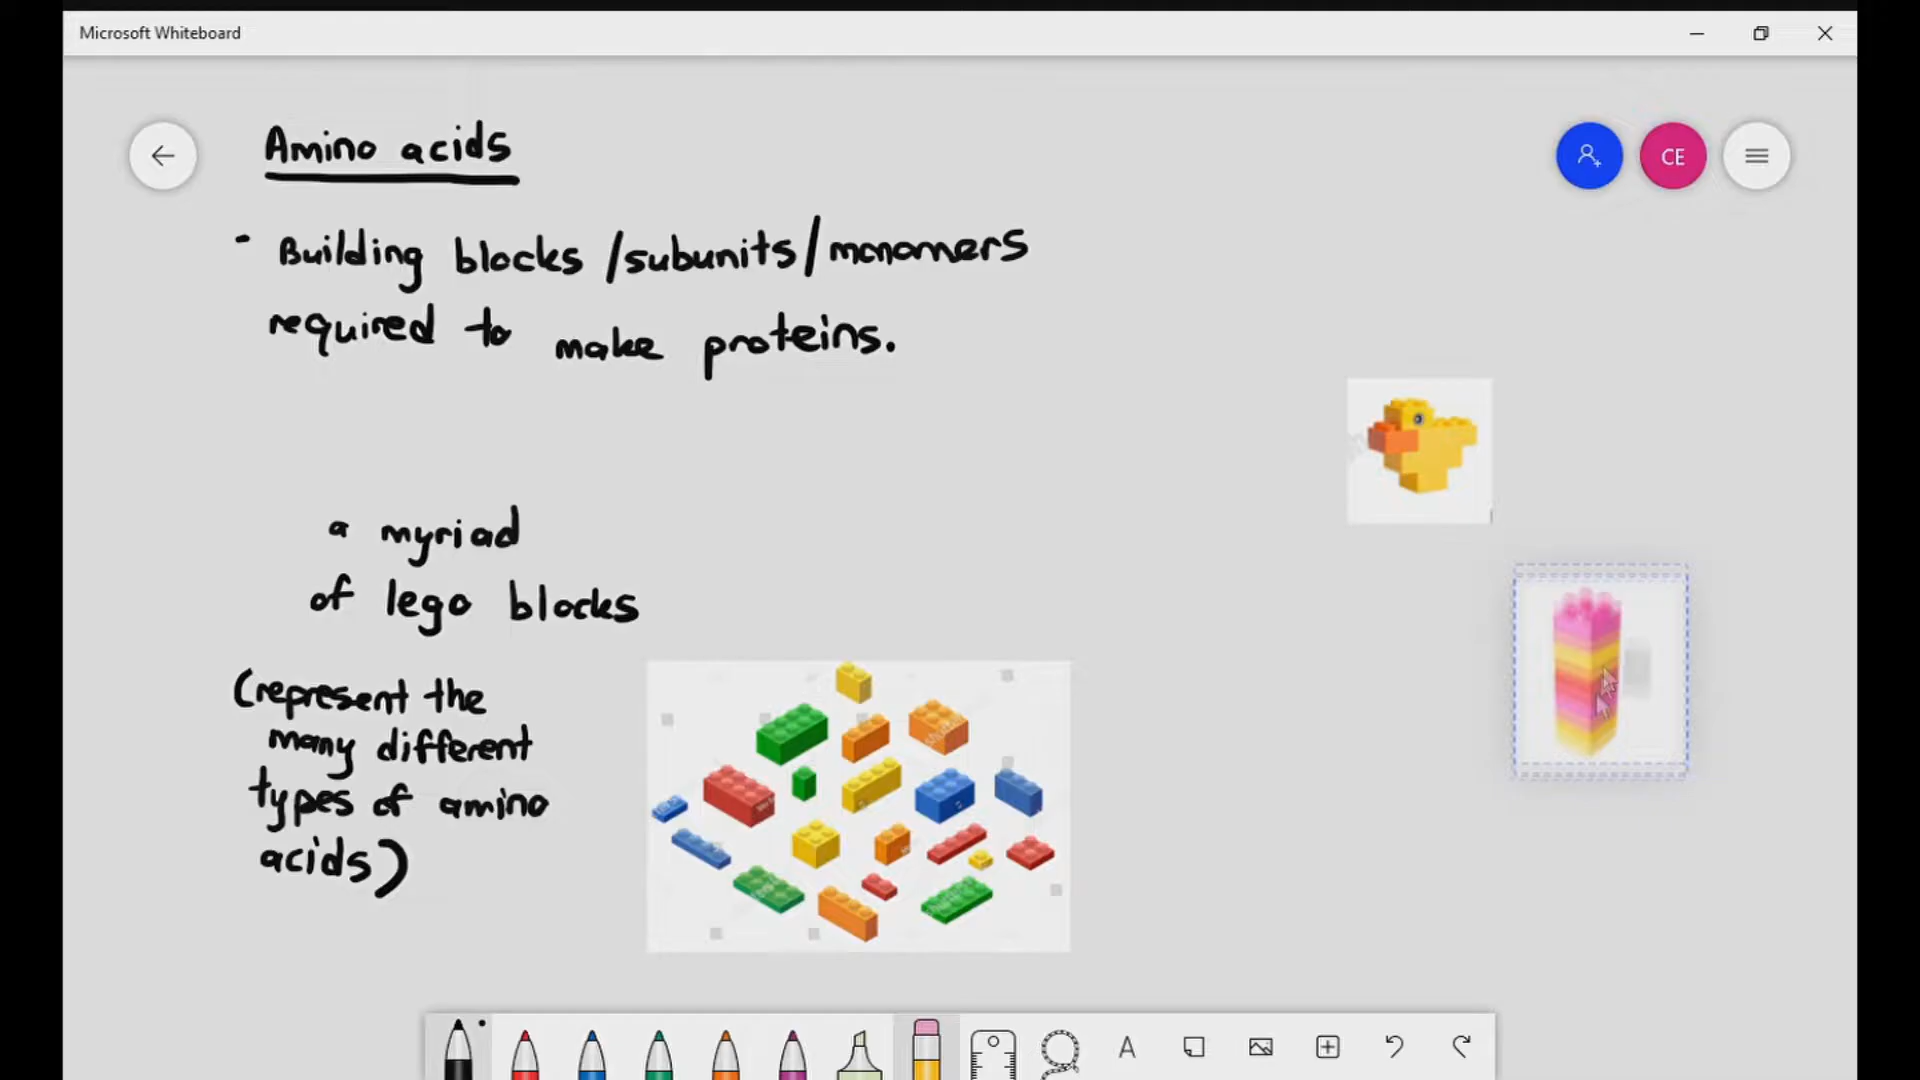 Microsoft Whiteboard
Amino acids
CE
- Building blocks /subunits/monomers
required to make proteins.
a myriad
of lego blocks
(represent the
many different
types of amino
acids)